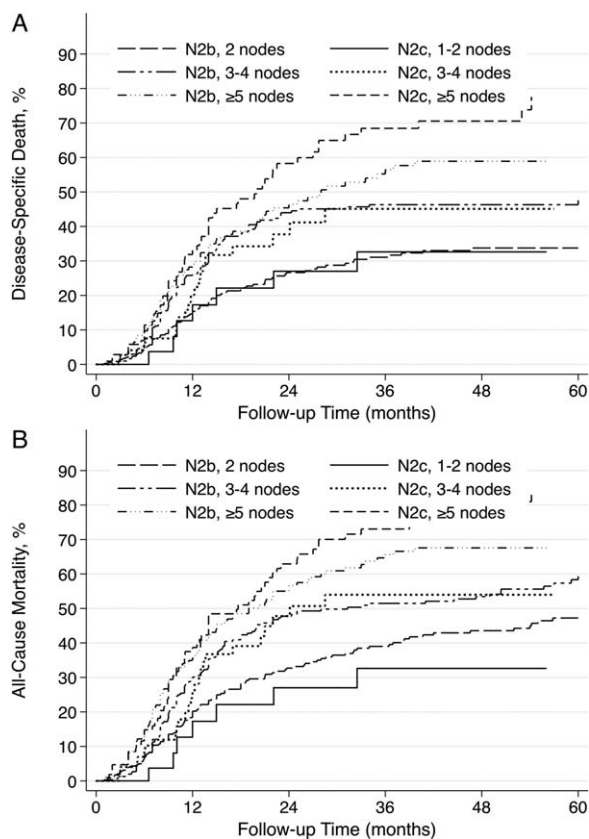 A
N2b, 2 nodes
N2c, 1-2 nodes
N2b, 3-4 nodes
N2c, 3-4 nodes
N2b, ≥5 nodes
N2c, ≥5 nodes
Disease-Specific Death, %
90
80
70
60
50
40
30
20
10
0
0 12 24 36 48 60
Follow-up Time (months)
B
N2b, 2 nodes
N2c, 1-2 nodes
N2b, 3-4 nodes
N2c, 3-4 nodes
N2b, ≥5 nodes
N2c, ≥5 nodes
All-Cause Mortality, %
90
80
70
60
50
40
30
20
10
0
0 12 24 36 48 60
Follow-up Time (months)